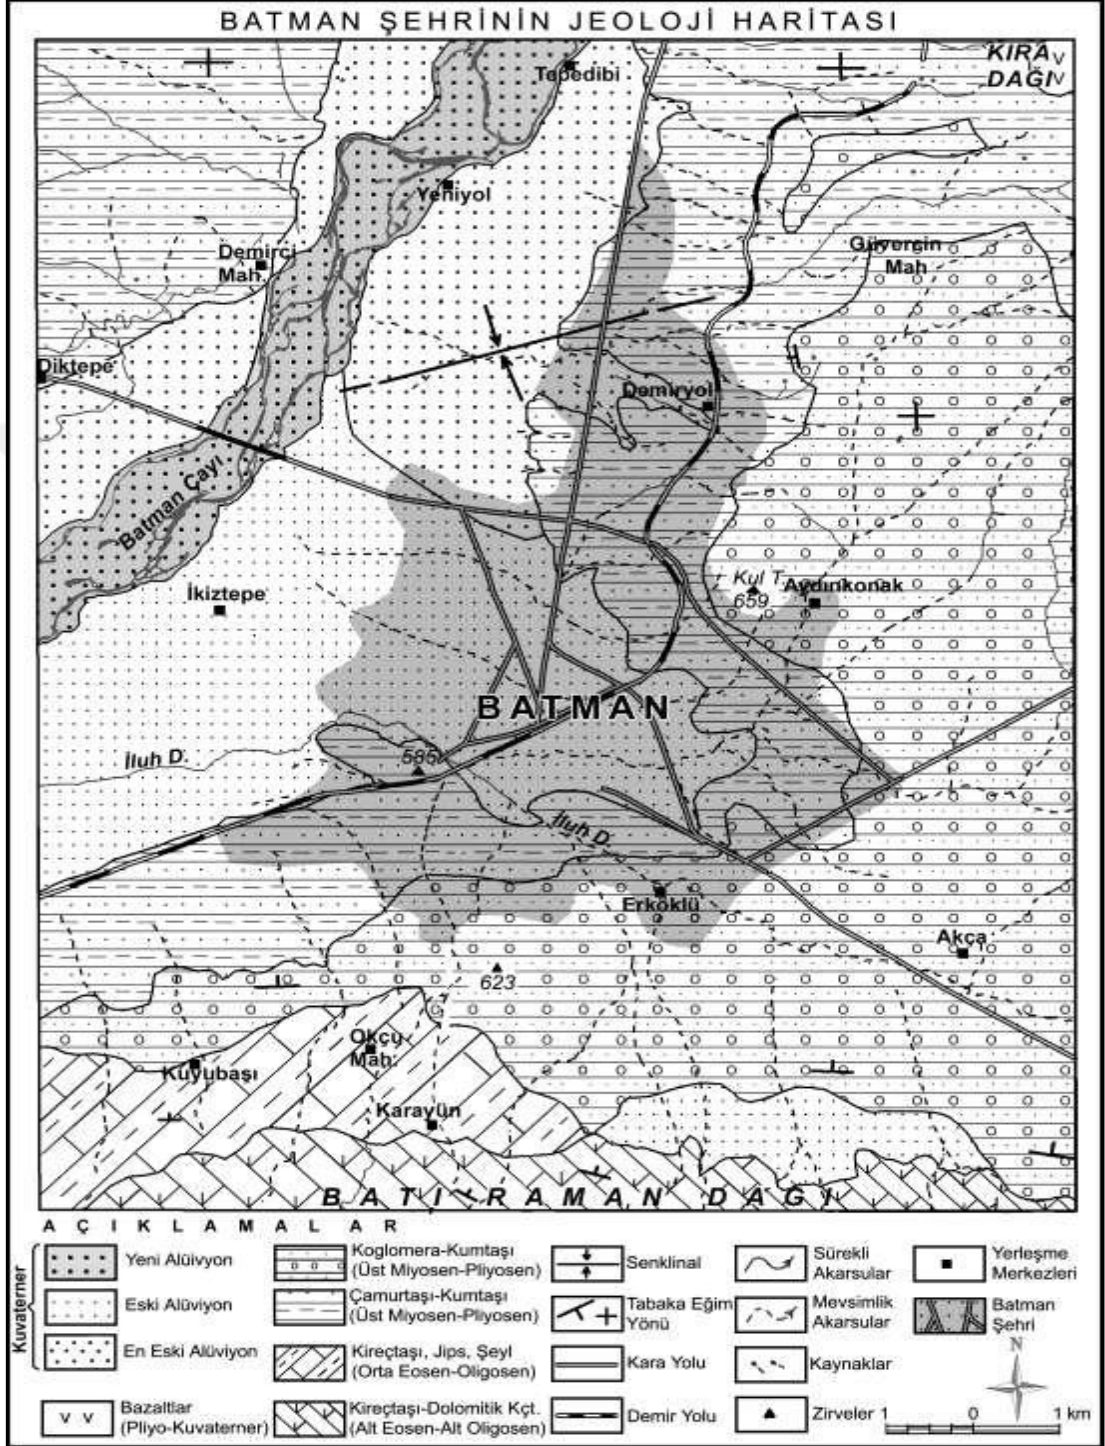 BATMAN ŞEHRİNİN JEOLOJİ HARİTASI
KIRA
DAĞI
Tepedibi
Yeniyol
Demirci
Mah.
Güvercin
Mah
Diktepe
Demiryol
Batman Çayı
Kul T.
659
Aydınkonak
İkiztepe
BATMAN
İluh D.
585
İluh D.
Erköklü
Akça
623
Okçu
Mah.
Kuyubaşı
Karayün
BATI RAMAN DAĞI
AÇIKLAMALAR
Kuvaterner
Yeni Alüivyon
Eski Alüviyon
En Eski Alüviyon
Bazaltlar
(Pliyo-Kuvaterner)
Koglomera-Kumtaşı
(Üst Miyosen-Pliyosen)
Çamurtaşı-Kumtaşı
(Üst Miyosen-Pliyosen)
Kireçtaşı, Jips, Şeyl
(Orta Eosen-Oligosen)
Kireçtaşı-Dolomitik Kçt.
(Alt Eosen-Alt Oligosen)
Senklinal
Tabaka Eğim
Yönü
Kara Yolu
Demir Yolu
Sürekli
Akarsular
Mevsimlik
Akarsular
Kaynaklar
Zirveler
Yerleşme
Merkezleri
Batman
Şehri
N
1 0 1 km